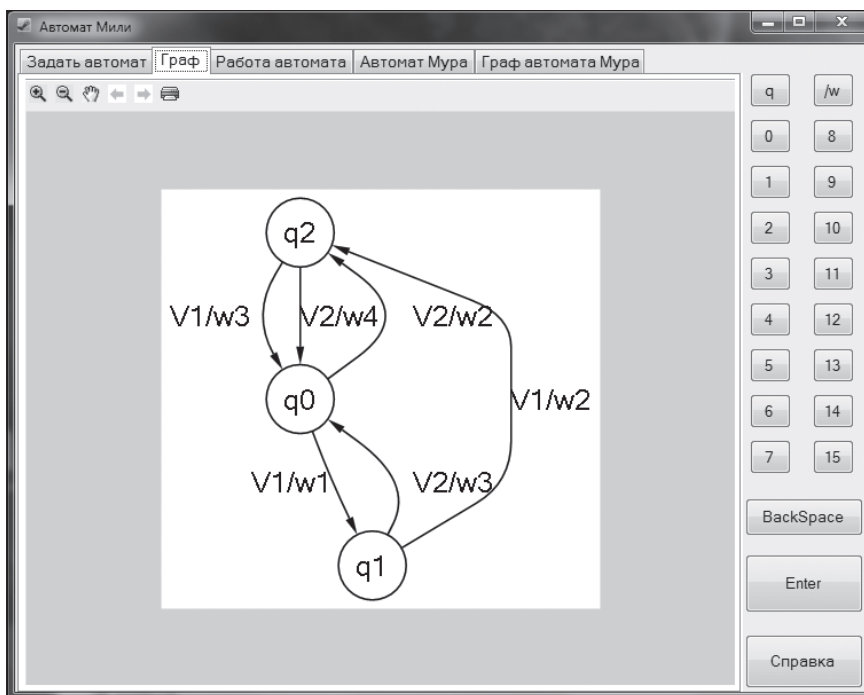 Автомат Мили
Задать автомат Граф Работа автомата Автомат Мура Граф автомата Мура
q /w
0 8
1 9
2 10
3 11
4 12
5 13
6 14
7 15
BackSpace
Enter
Справка
q2
V1/w3 V2/w4 V2/w2
q0
V1/w2
V1/w1 V2/w3
q1